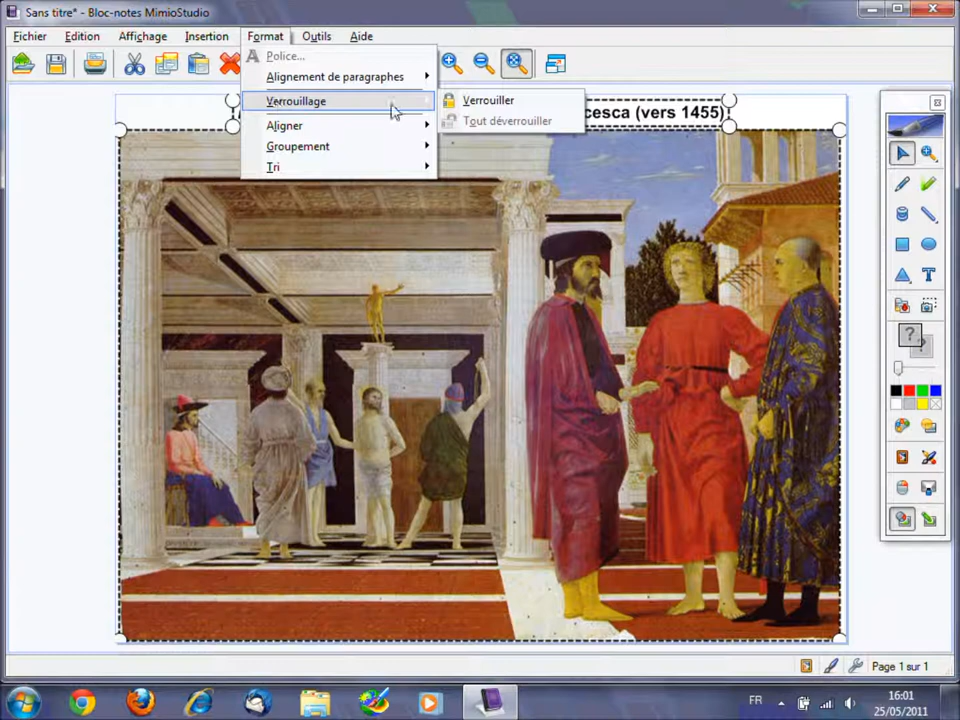 Sans titre* - Bloc-notes MimioStudio
Fichier Edition Affichage Insertion Format Outils Aide
Police...
Alignement de paragraphes
Verrouillage
Verrouiller
Tout déverrouiller
cesca (vers 1455)
Aligner
Groupement
Tri
Page 1 sur 1
FR
16:01
25/05/2011